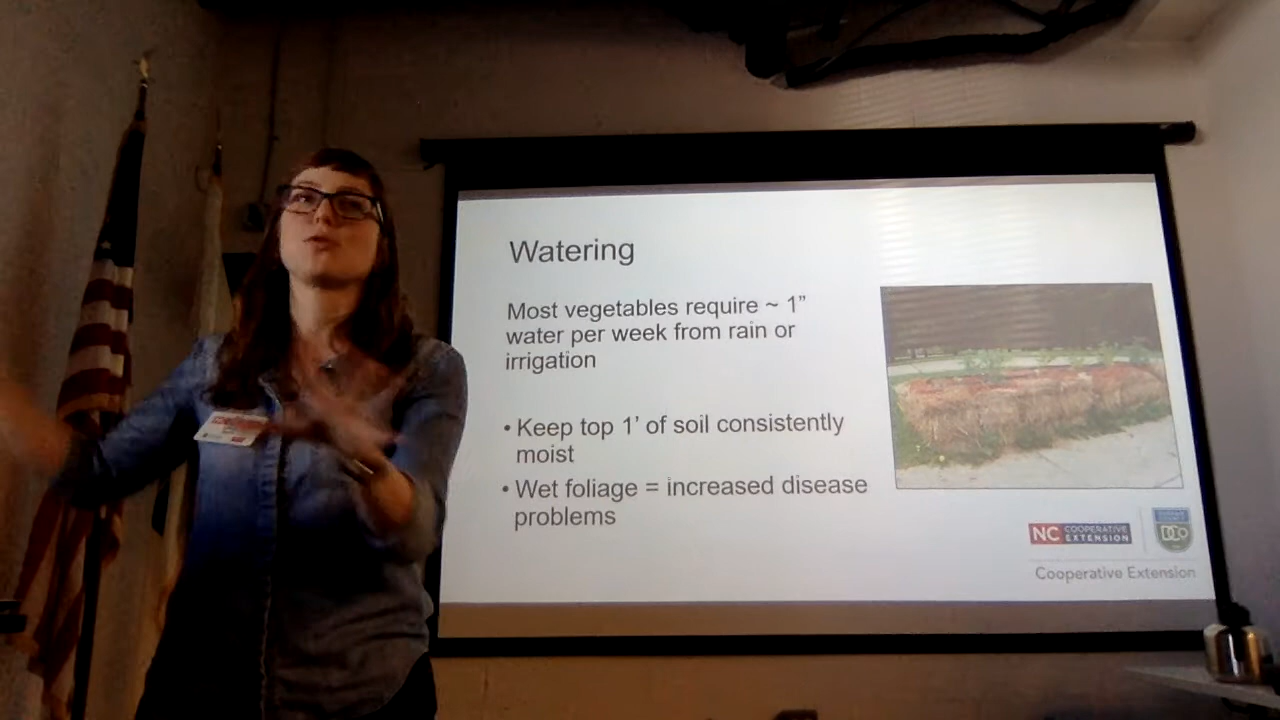 Watering
Most vegetables require ~ 1”
water per week from rain or
irrigation
• Keep top 1’ of soil consistently
moist
• Wet foliage = increased disease
problems
NC COOPERATIVE
EXTENSION
DCo
Cooperative Extension